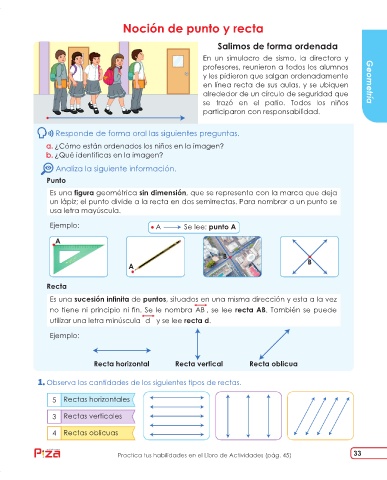 Noción de punto y recta
Salimos de forma ordenada
En un simulacro de sismo, la directora y
profesores, reunieron a todos los alumnos
y les pidieron que salgan ordenadamente
en línea recta de sus aulas, y se ubiquen
alrededor de un círculo de seguridad que
se trazó en el patio. Todos los niños
participaron con responsabilidad.
Geometría
Responde de forma oral las siguientes preguntas.
a. ¿Cómo están ordenados los niños en la imagen?
b. ¿Qué identificas en la imagen?
Analiza la siguiente información.
Punto
Es una figura geométrica sin dimensión, que se representa con la marca que deja
un lápiz; el punto divide a la recta en dos semirrectas. Para nombrar a un punto se
usa letra mayúscula.
Ejemplo:
A Se lee: punto A
A
A
B
B
Recta
Es una sucesión infinita de puntos, situados en una misma dirección y esta a la vez
no tiene ni principio ni fin. Se le nombra AB , se lee recta AB. También se puede
utilizar una letra minúscula d y se lee recta d.
Ejemplo:
Recta horizontal Recta vertical Recta oblicua
1. Observa las cantidades de los siguientes tipos de rectas.
5 Rectas horizontales
3 Rectas verticales
4 Rectas oblicuas
Piza
Practica tus habilidades en el Libro de Actividades (pág. 45)
33